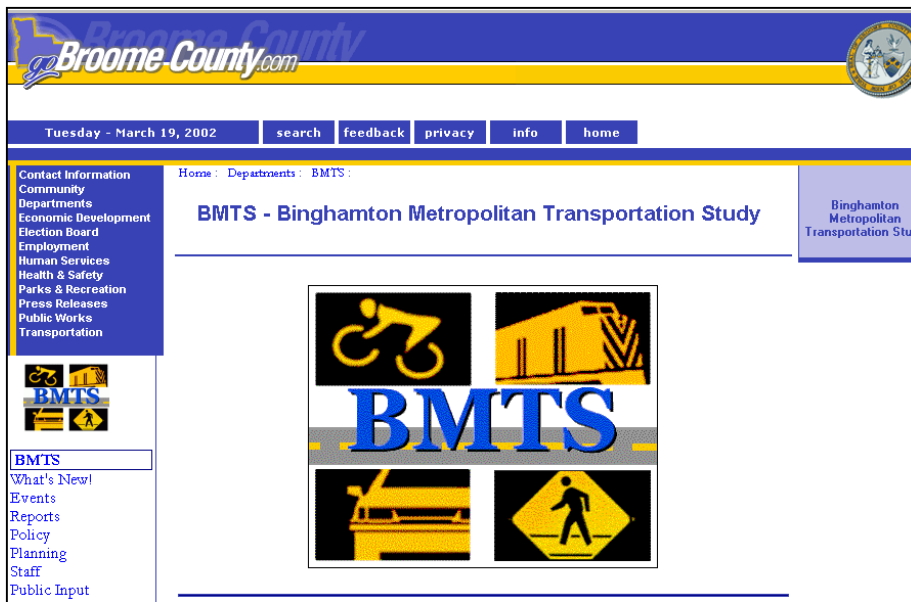 Broome County
goBroome County.com
Tuesday - March 19, 2002
search
feedback
privacy
info
home
Contact Information
Community
Departments
Economic Development
Election Board
Employment
Human Services
Health & Safety
Parks & Recreation
Press Releases
Public Works
Transportation
Home : Departments : BMTS :
BMTS - Binghamton Metropolitan Transportation Study
Binghamton
Metropolitan
Transportation Stu
BMTS
BMTS
BMTS
What's New!
Events
Reports
Policy
Planning
Staff
Public Input